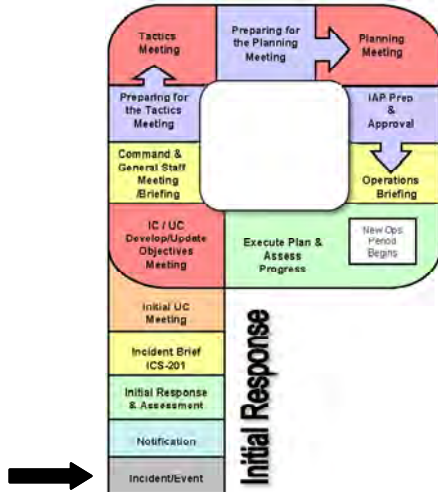 Tactics
Meeting
Preparing for
the Planning
Meeting
Planning
Meeting
Preparing for
the Tactics
Meeting
IAP Prep
&
Approval
Command &
General Staff
Meeting
/Briefing
Operations
Briefing
IC / UC
Develop/Update
Objectives
Meeting
Execute Plan &
Assess
Progress
New Ops
Period
Begins
Initial UC
Meeting
Incident Brief
ICS-201
Initial Response
& Assessment
Notification
Incident/Event
Initial Response